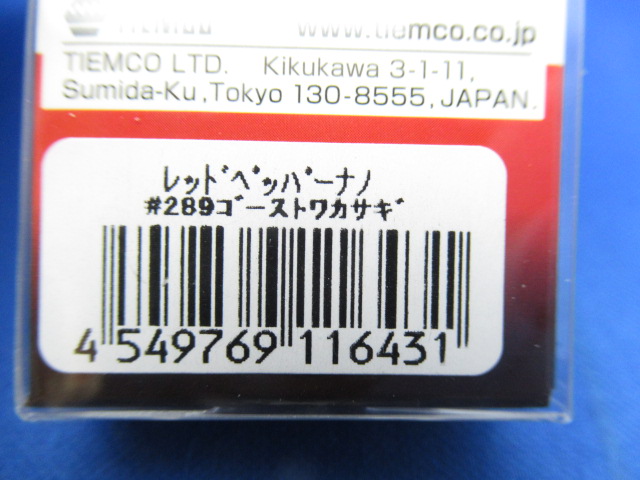 TIEMCO www.tiemco.co.jp
TIEMCO LTD. Kikukawa 3-1-11,
Sumida-Ku,Tokyo 130-8555,JAPAN.
レッドペッパーナノ
#289ゴーストワカサギ
4 549769 116431